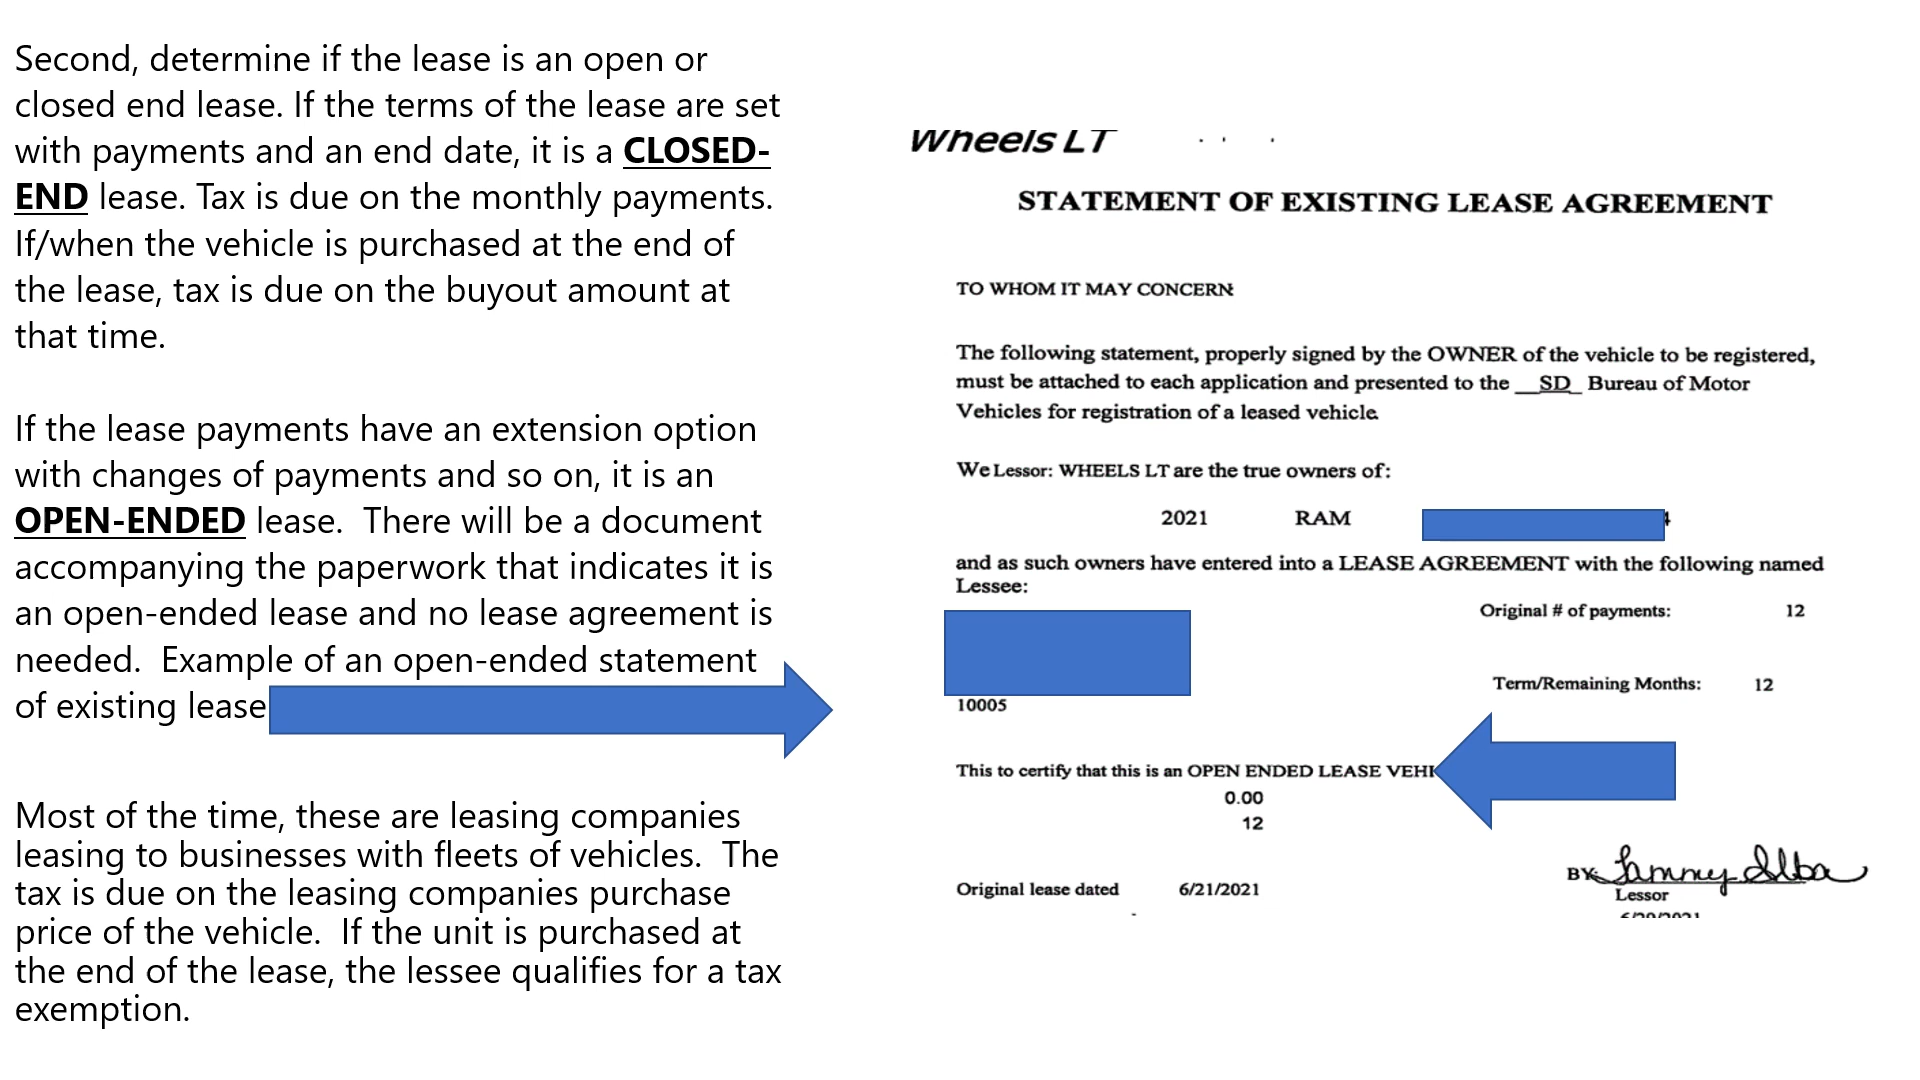 Second, determine if the lease is an open or
closed end lease. If the terms of the lease are set
with payments and an end date, it is a CLOSED-
END lease. Tax is due on the monthly payments.
If/when the vehicle is purchased at the end of
the lease, tax is due on the buyout amount at
that time.
If the lease payments have an extension option
with changes of payments and so on, it is an
OPEN-ENDED lease.  There will be a document
accompanying the paperwork that indicates it is
an open-ended lease and no lease agreement is
needed.  Example of an open-ended statement
of existing lease
Most of the time, these are leasing companies
leasing to businesses with fleets of vehicles.  The
tax is due on the leasing companies purchase
price of the vehicle.  If the unit is purchased at
the end of the lease, the lessee qualifies for a tax
exemption.
Wheels LT
STATEMENT OF EXISTING LEASE AGREEMENT
TO WHOM IT MAY CONCERN:
The following statement, properly signed by the OWNER of the vehicle to be registered,
must be attached to each application and presented to the __SD_ Bureau of Motor
Vehicles for registration of a leased vehicle.
We Lessor: WHEELS LT are the true owners of:
2021 RAM
and as such owners have entered into a LEASE AGREEMENT with the following named
Lessee:
Original # of payments: 12
Term/Remaining Months: 12
10005
This to certify that this is an OPEN ENDED LEASE VEHI
0.00
12
Original lease dated 6/21/2021
BY: Tammy Alba
Lessor